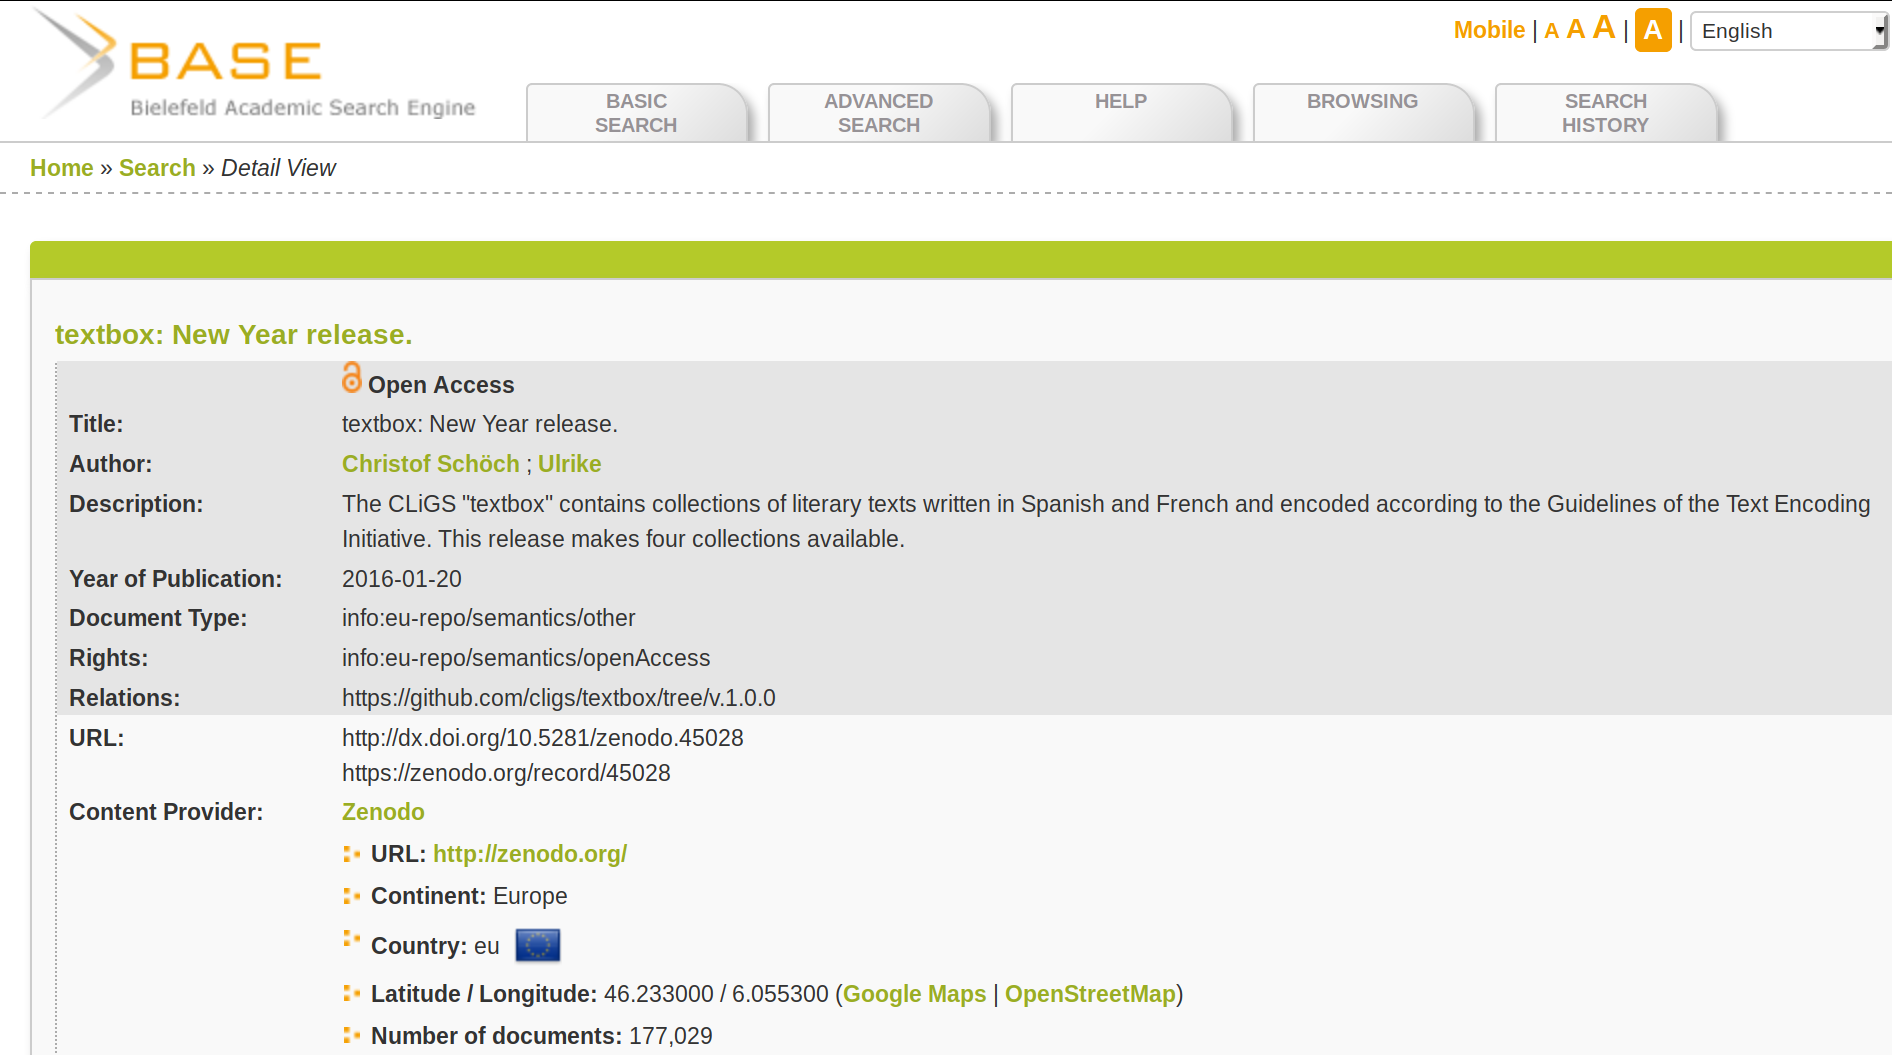 BASE
Bielefeld Academic Search Engine
Mobile | A A A | A | English
BASIC SEARCH
ADVANCED SEARCH
HELP
BROWSING
SEARCH HISTORY
Home » Search » Detail View
textbox: New Year release.
Open Access
Title: textbox: New Year release.
Author: Christof Schöch ; Ulrike
Description: The CLiGS "textbox" contains collections of literary texts written in Spanish and French and encoded according to the Guidelines of the Text Encoding
Initiative. This release makes four collections available.
Year of Publication: 2016-01-20
Document Type: info:eu-repo/semantics/other
Rights: info:eu-repo/semantics/openAccess
Relations: https://github.com/cligs/textbox/tree/v.1.0.0
URL: http://dx.doi.org/10.5281/zenodo.45028
https://zenodo.org/record/45028
Content Provider: Zenodo
URL: http://zenodo.org/
Continent: Europe
Country: eu
Latitude / Longitude: 46.233000 / 6.055300 (Google Maps | OpenStreetMap)
Number of documents: 177,029